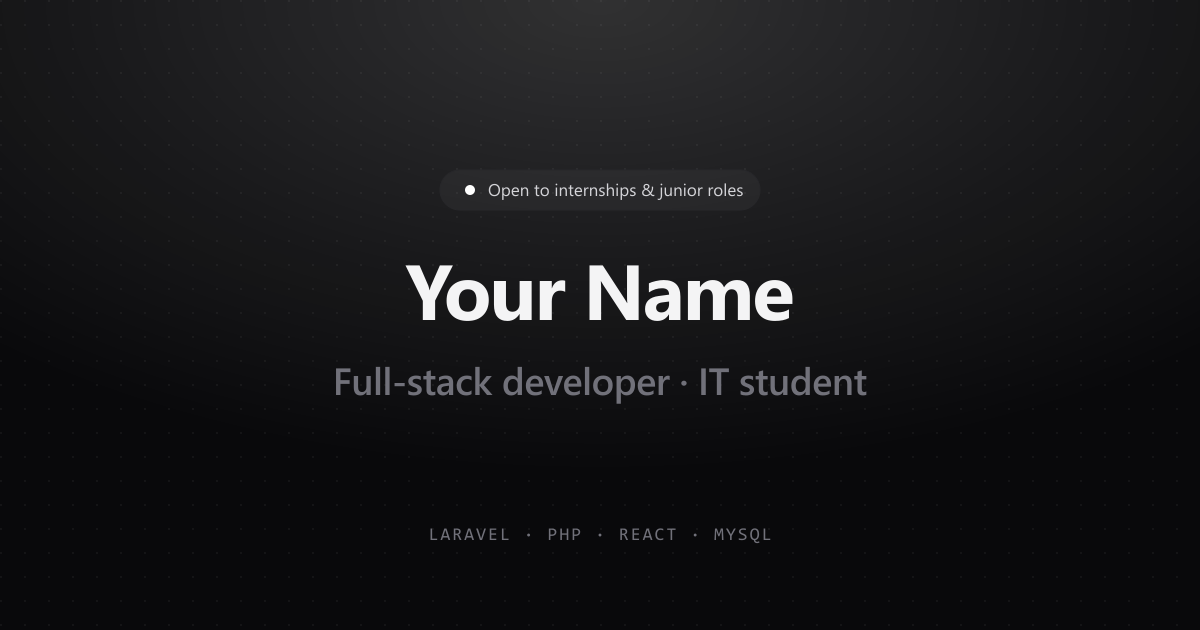 Open to internships & junior roles
Your Name
Full-stack developer · IT student
LARAVEL · PHP · REACT · MYSQL